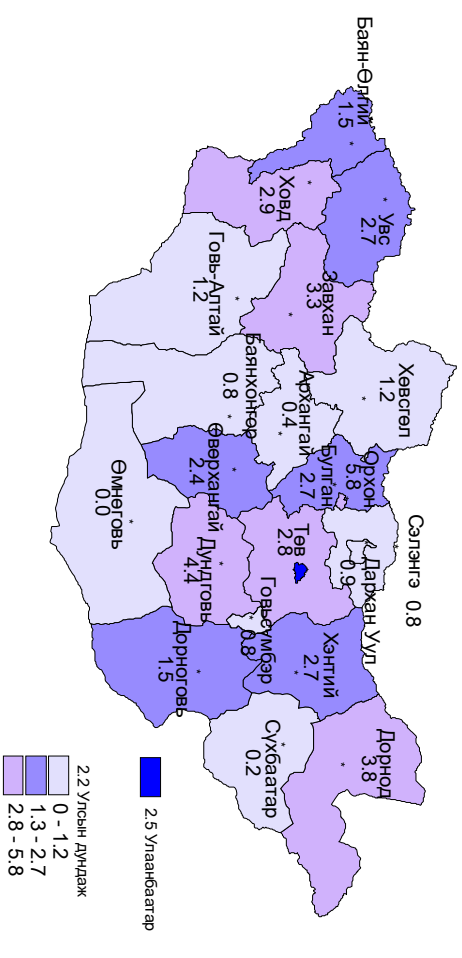 Баян-Өлгий
1.5
Увс
2.7
Ховд
2.9
Завхан
3.3
Говь-Алтай
1.2
Хөвсгөл
1.2
Баянхонгор
0.8
Архангай
0.4
Орхон
5.8
Булган
2.7
Өвөрхангай
2.4
Өмнөговь
0.0
Сэлэнгэ 0.8
Дархан Уул
0.9
Төв
2.8
Дундговь
4.4
Говьсүмбэр
0.8
Хэнтий
2.7
Дорноговь
1.5
Сүхбаатар
0.2
Дорнод
3.8
2.5 Улаанбаатар
2.2 Улсын дундаж
0 - 1.2
1.3 - 2.7
2.8 - 5.8